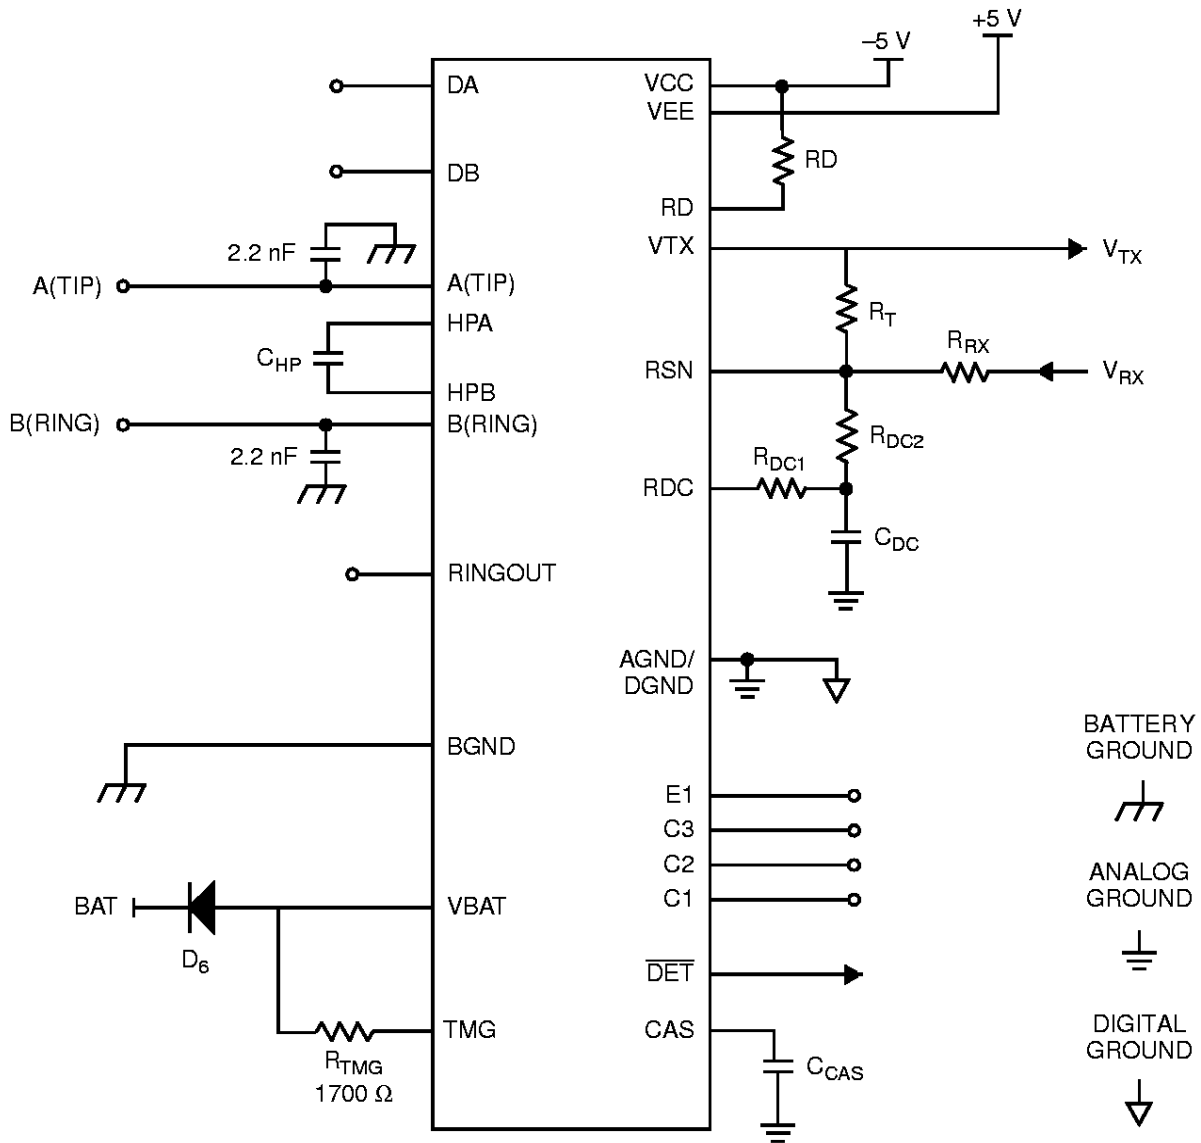 +5 V
–5 V
DA
VCC
VEE
DB
RD
RD
2.2 nF
VTX
VTX
A(TIP)
A(TIP)
RT
HPA
CHP
RRX
RSN
VRX
HPB
B(RING)
B(RING)
RDC2
2.2 nF
RDC1
RDC
CDC
RINGOUT
AGND/
DGND
BGND
BATTERY
GROUND
E1
C3
C2
C1
ANALOG
GROUND
BAT
VBAT
D6
DET
TMG
CAS
DIGITAL
GROUND
RTMG
1700 Ω
CCAS